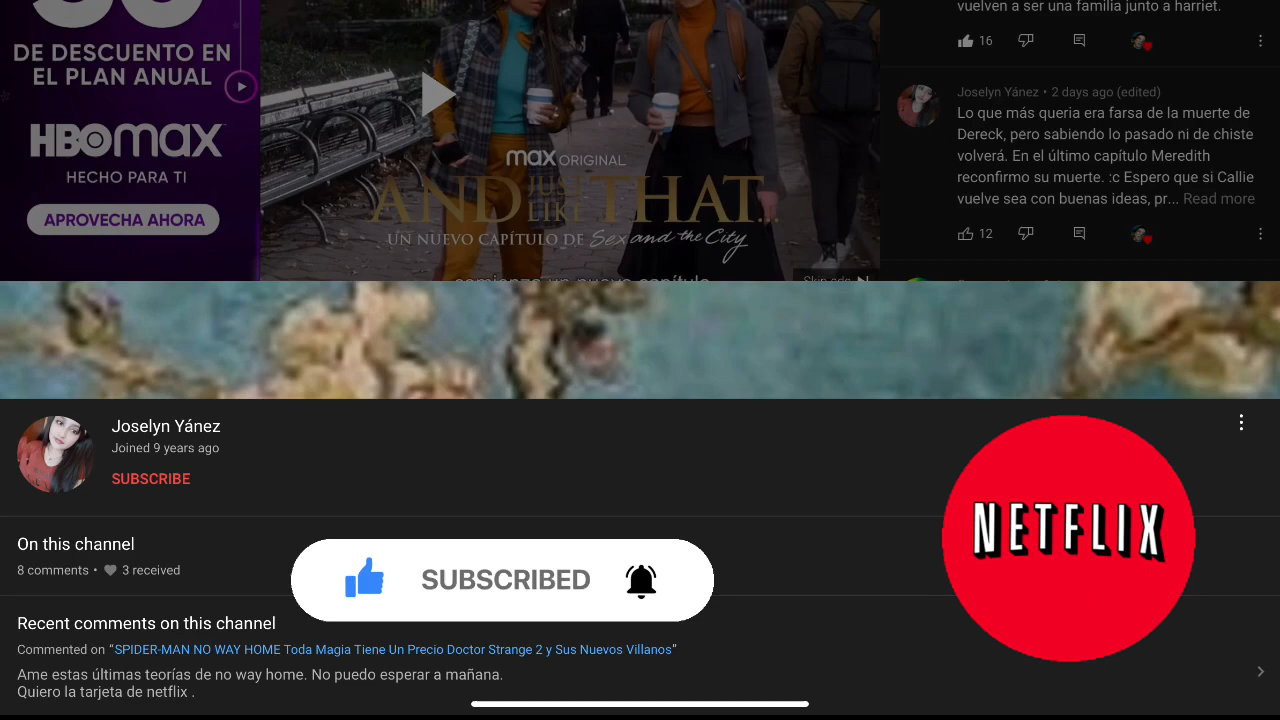 DE DESCUENTO EN
EL PLAN ANUAL
HBOMAX
HECHO PARA TI
APROVECHA AHORA
max ORIGINAL
AND JUST LIKE THAT...
UN NUEVO CAPÍTULO DE Sex and the City
comienza un nuevo capítulo
Skip ads
vuelven a ser una familia junto a harriet.
16
Joselyn Yánez • 2 days ago (edited)
Lo que más queria era farsa de la muerte de
Dereck, pero sabiendo lo pasado ni de chiste
volverá. En el último capítulo Meredith
reconfirmo su muerte. :c Espero que si Callie
vuelve sea con buenas ideas, pr... Read more
12
Joselyn Yánez
Joined 9 years ago
SUBSCRIBE
On this channel
8 comments • 3 received
NETFLIX
SUBSCRIBED
Recent comments on this channel
Commented on “SPIDER-MAN NO WAY HOME Toda Magia Tiene Un Precio Doctor Strange 2 y Sus Nuevos Villanos”
Ame estas últimas teorías de no way home. No puedo esperar a mañana.
Quiero la tarjeta de netflix .